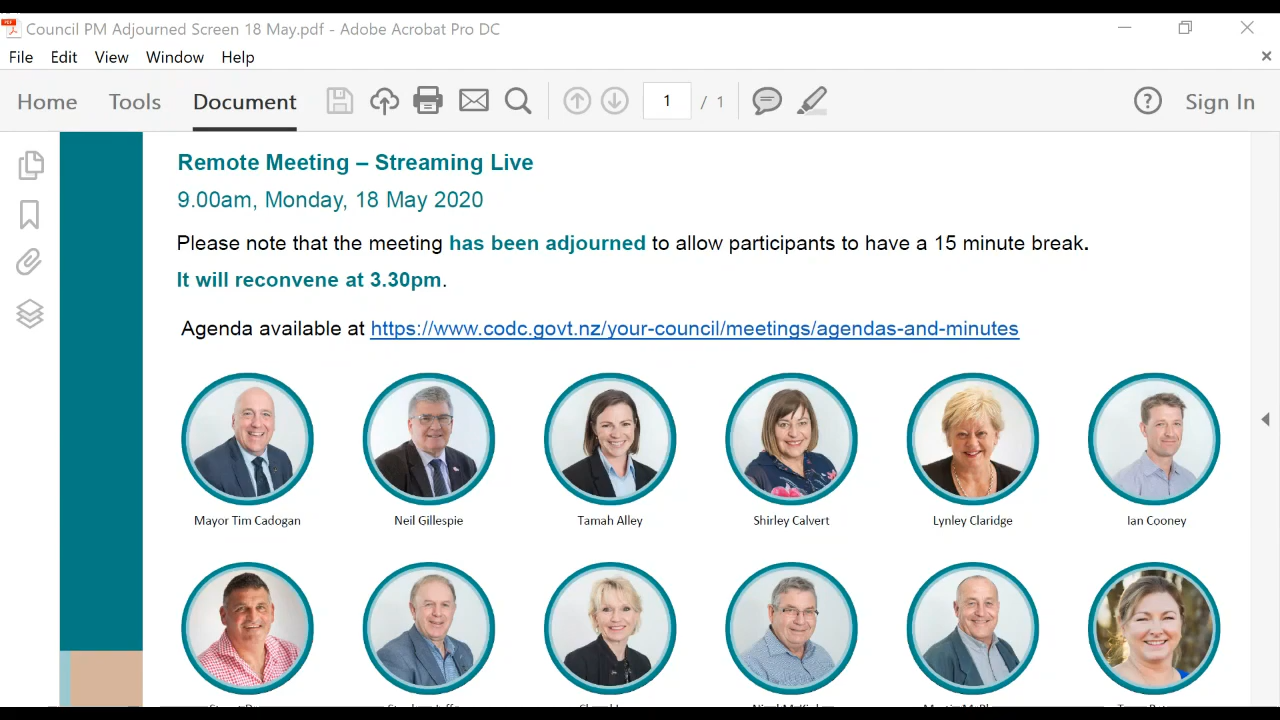 Council PM Adjourned Screen 18 May.pdf - Adobe Acrobat Pro DC
File Edit View Window Help
Home Tools Document 1 / 1 Sign In
Remote Meeting – Streaming Live
9.00am, Monday, 18 May 2020
Please note that the meeting has been adjourned to allow participants to have a 15 minute break.
It will reconvene at 3.30pm.
Agenda available at https://www.codc.govt.nz/your-council/meetings/agendas-and-minutes
Mayor Tim Cadogan Neil Gillespie Tamah Alley Shirley Calvert Lynley Claridge Ian Cooney